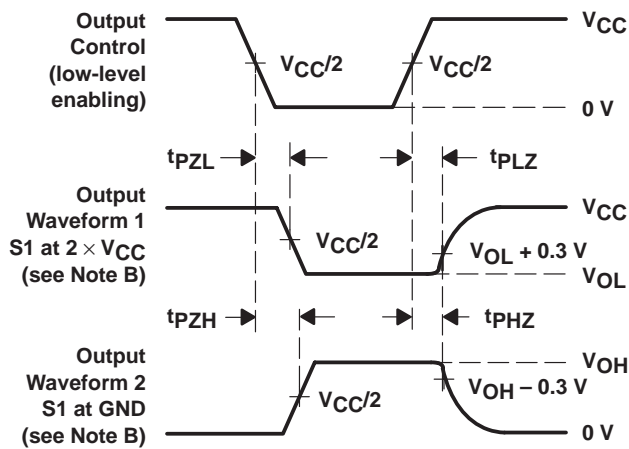 Output
Control
(low-level
enabling)
VCC
VCC/2
VCC/2
0 V
tPZL
tPLZ
Output
Waveform 1
S1 at 2 × VCC
(see Note B)
VCC
VCC/2
VOL + 0.3 V
VOL
tPZH
tPHZ
Output
Waveform 2
S1 at GND
(see Note B)
VOH
VCC/2
VOH – 0.3 V
0 V